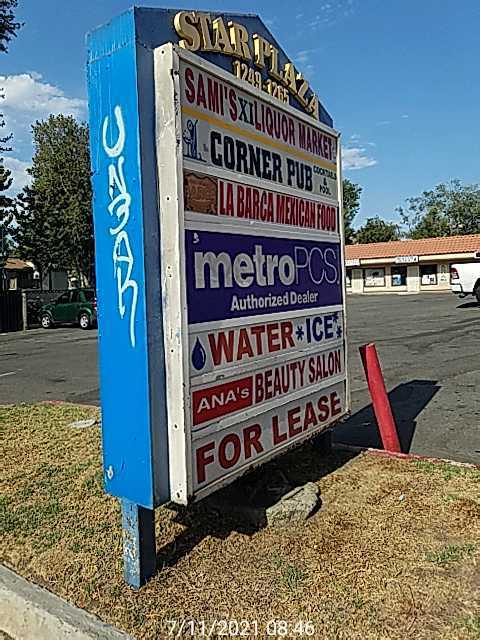 STAR PLAZA
1249-1265
SAMI'S XI LIQUOR MARKET
CORNER PUB COCKTAILS & POOL
LA BARCA MEXICAN FOOD
metroPCS.
Authorized Dealer
WATER*ICE*
ANA'S BEAUTY SALON
FOR LEASE
7/11/2021 08:46